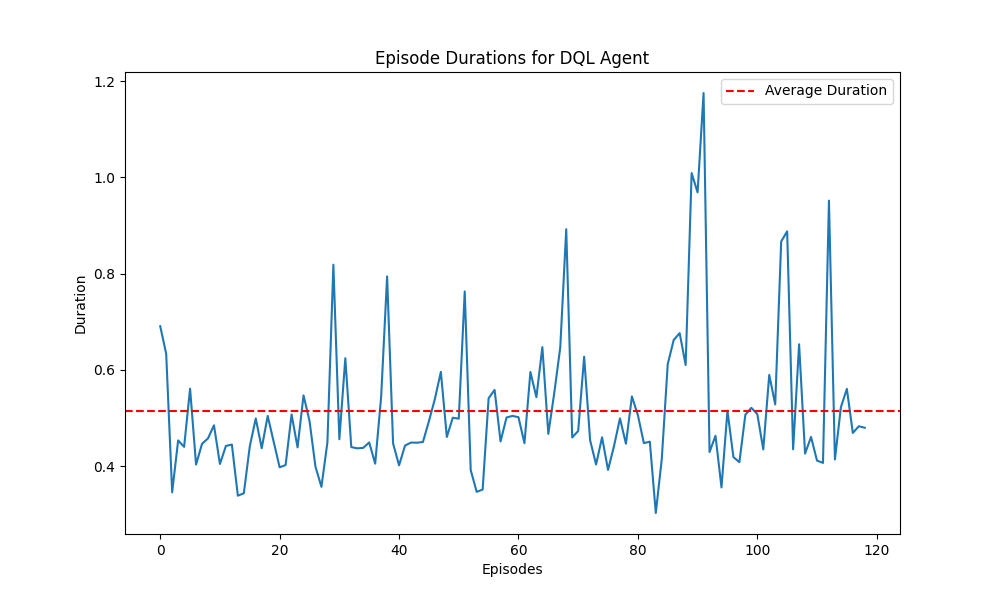 Episode Durations for DQL Agent
1.2
Average Duration
1.0
0.8
0.6
0.4
Duration
0 20 40 60 80 100 120
Episodes